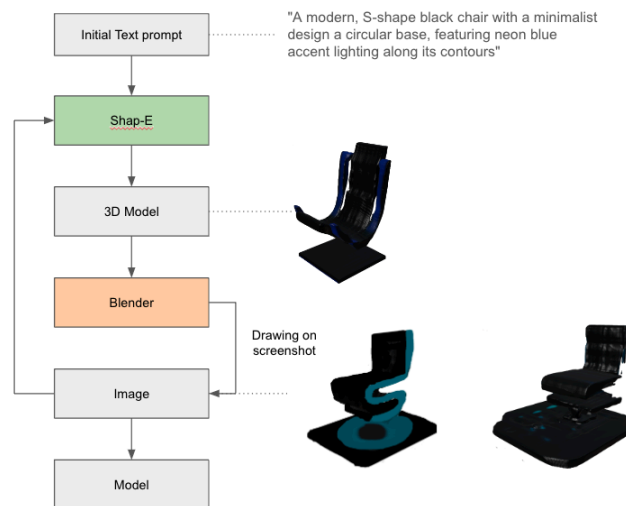 Initial Text prompt
"A modern, S-shape black chair with a minimalist
design a circular base, featuring neon blue
accent lighting along its contours"
Shap-E
3D Model
Blender
Drawing on
screenshot
Image
Model